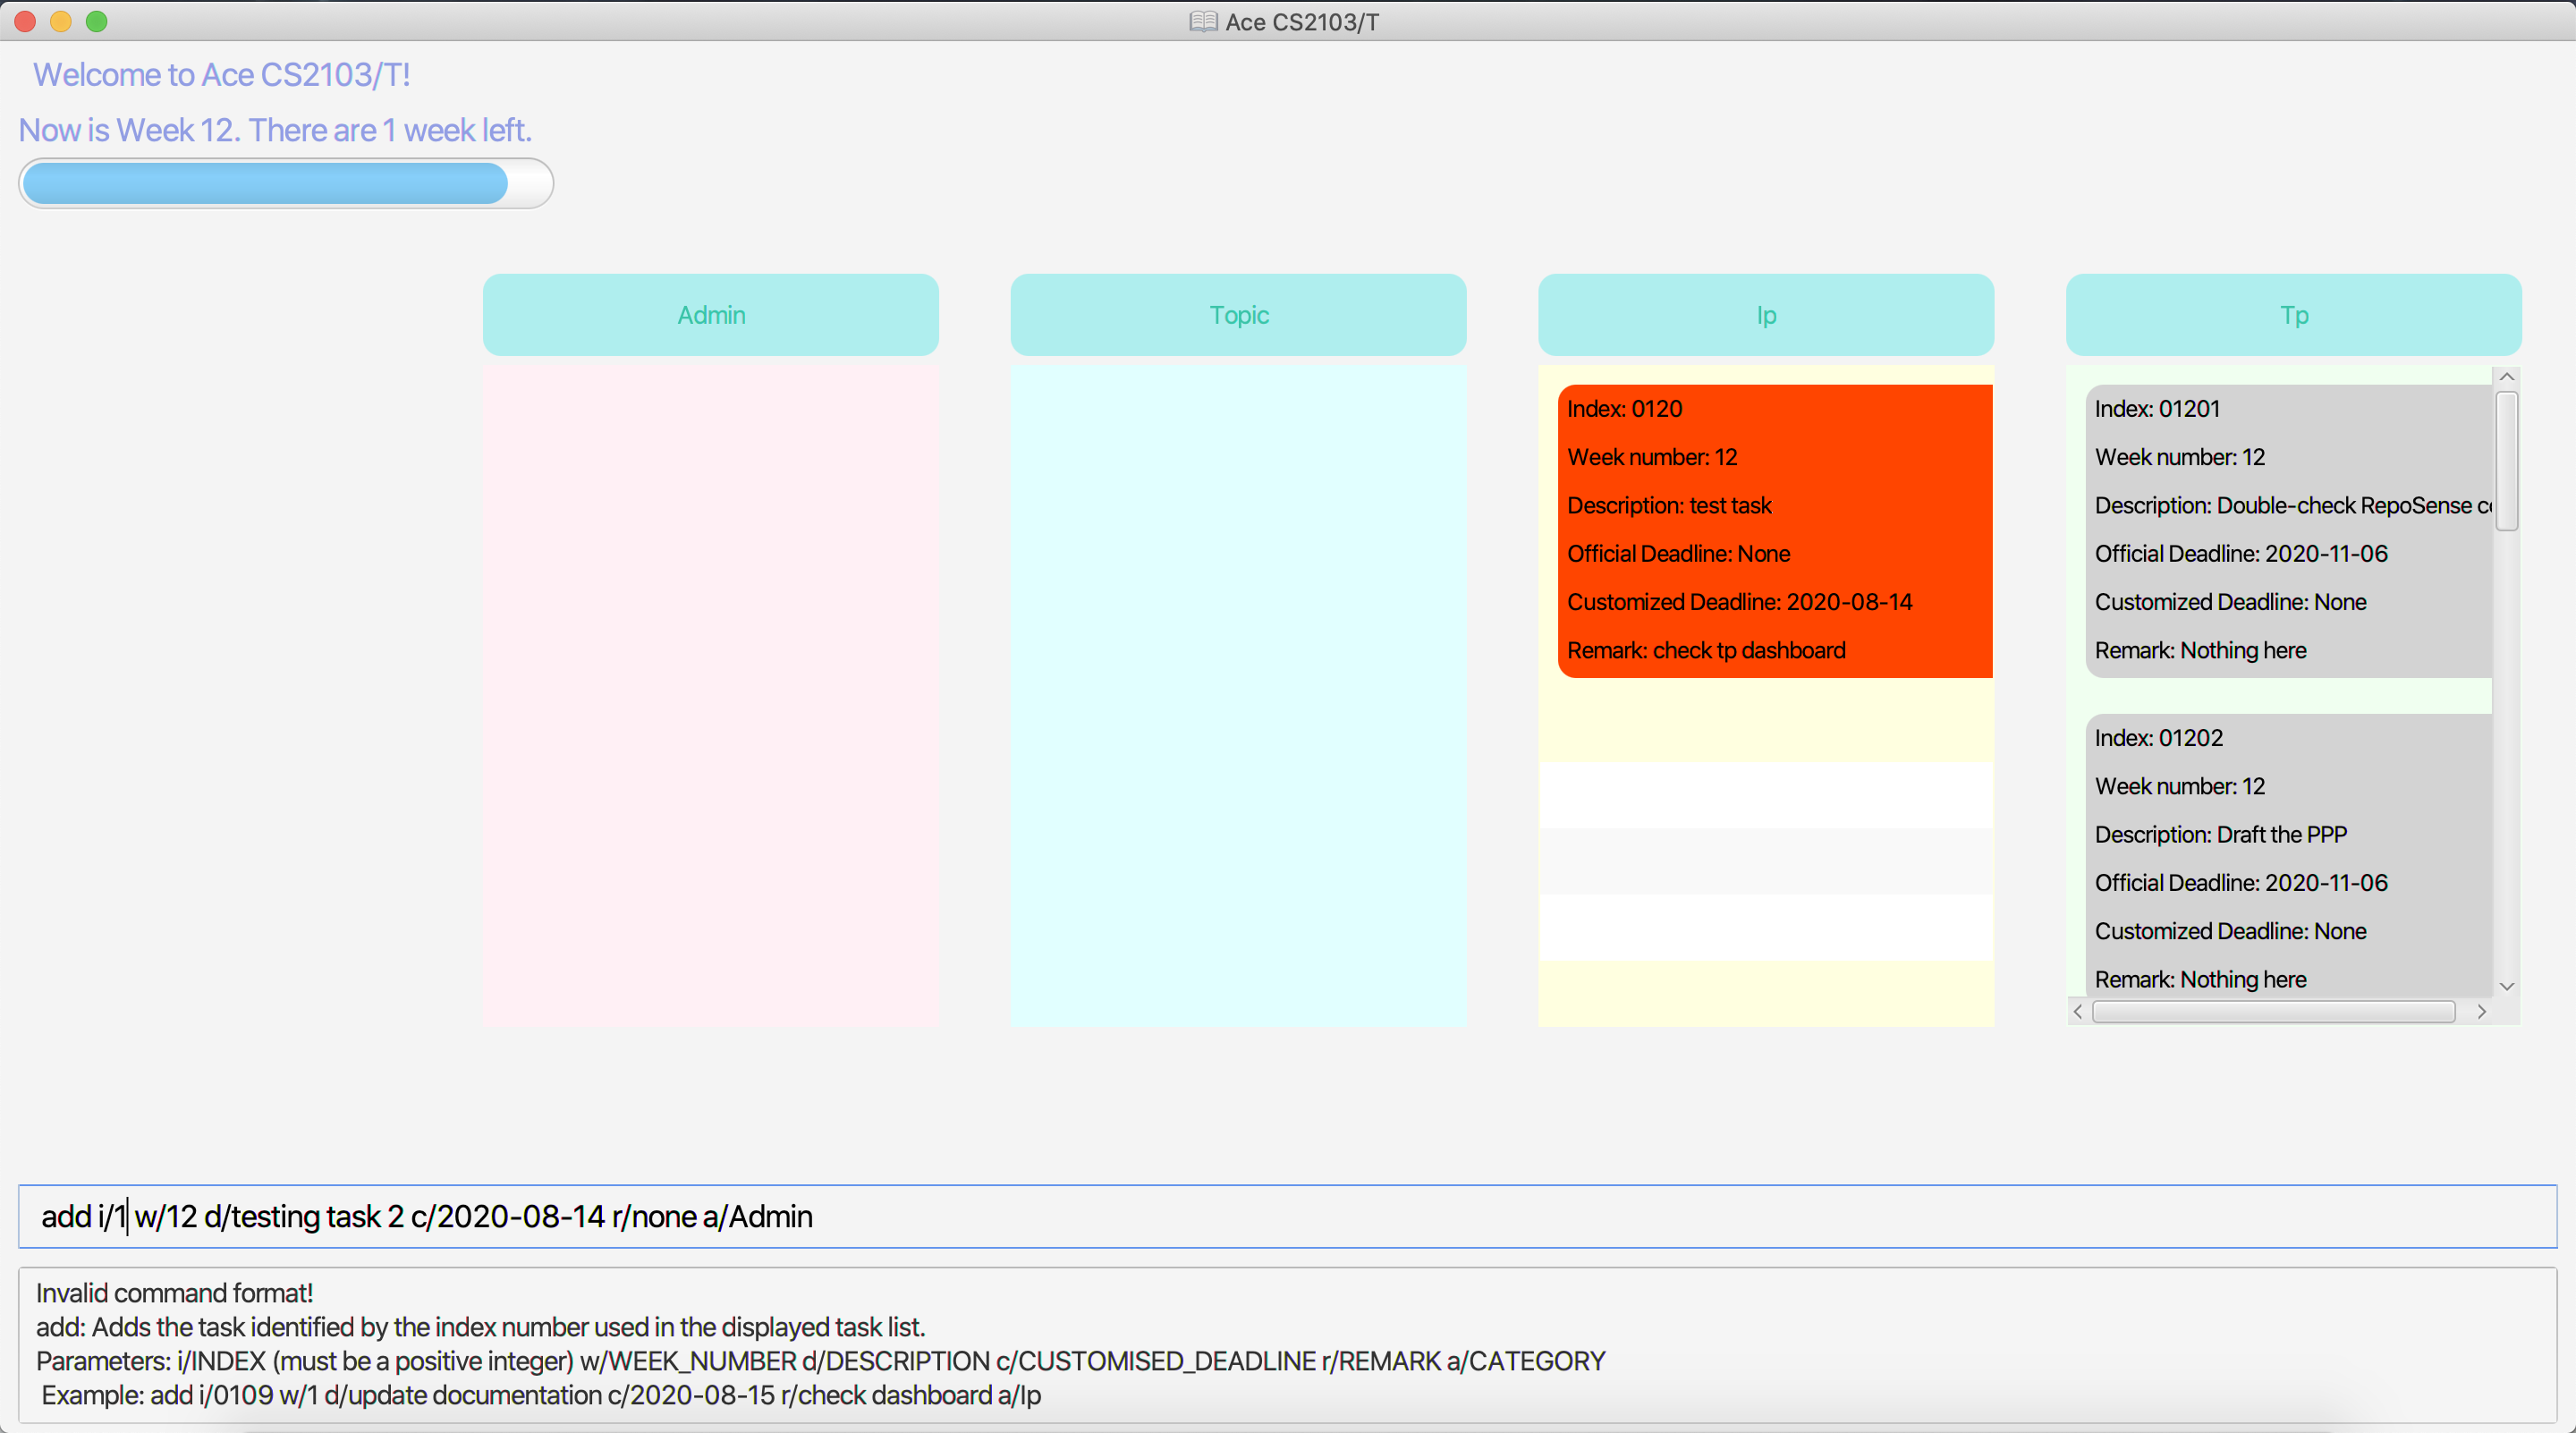 Ace CS2103/T
Welcome to Ace CS2103/T!
Now is Week 12. There are 1 week left.
Admin
Topic
Ip
Tp
Index: 0120
Week number: 12
Description: test task
Official Deadline: None
Customized Deadline: 2020-08-14
Remark: check tp dashboard
Index: 01201
Week number: 12
Description: Double-check RepoSense
Official Deadline: 2020-11-06
Customized Deadline: None
Remark: Nothing here
Index: 01202
Week number: 12
Description: Draft the PPP
Official Deadline: 2020-11-06
Customized Deadline: None
Remark: Nothing here
add i/1 w/12 d/testing task 2 c/2020-08-14 r/none a/Admin
Invalid command format!
add: Adds the task identified by the index number used in the displayed task list.
Parameters: i/INDEX (must be a positive integer) w/WEEK_NUMBER d/DESCRIPTION c/CUSTOMISED_DEADLINE r/REMARK a/CATEGORY
Example: add i/0109 w/1 d/update documentation c/2020-08-15 r/check dashboard a/Ip